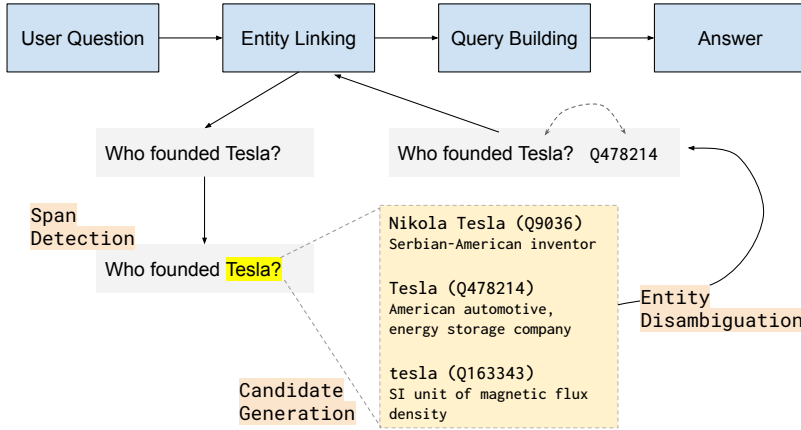 User Question
Entity Linking
Query Building
Answer
Who founded Tesla?
Who founded Tesla? Q478214
Span
Detection
Who founded Tesla?
Nikola Tesla (Q9036)
Serbian-American inventor
Tesla (Q478214)
American automotive,
energy storage company
tesla (Q163343)
SI unit of magnetic flux
density
Entity
Disambiguation
Candidate
Generation